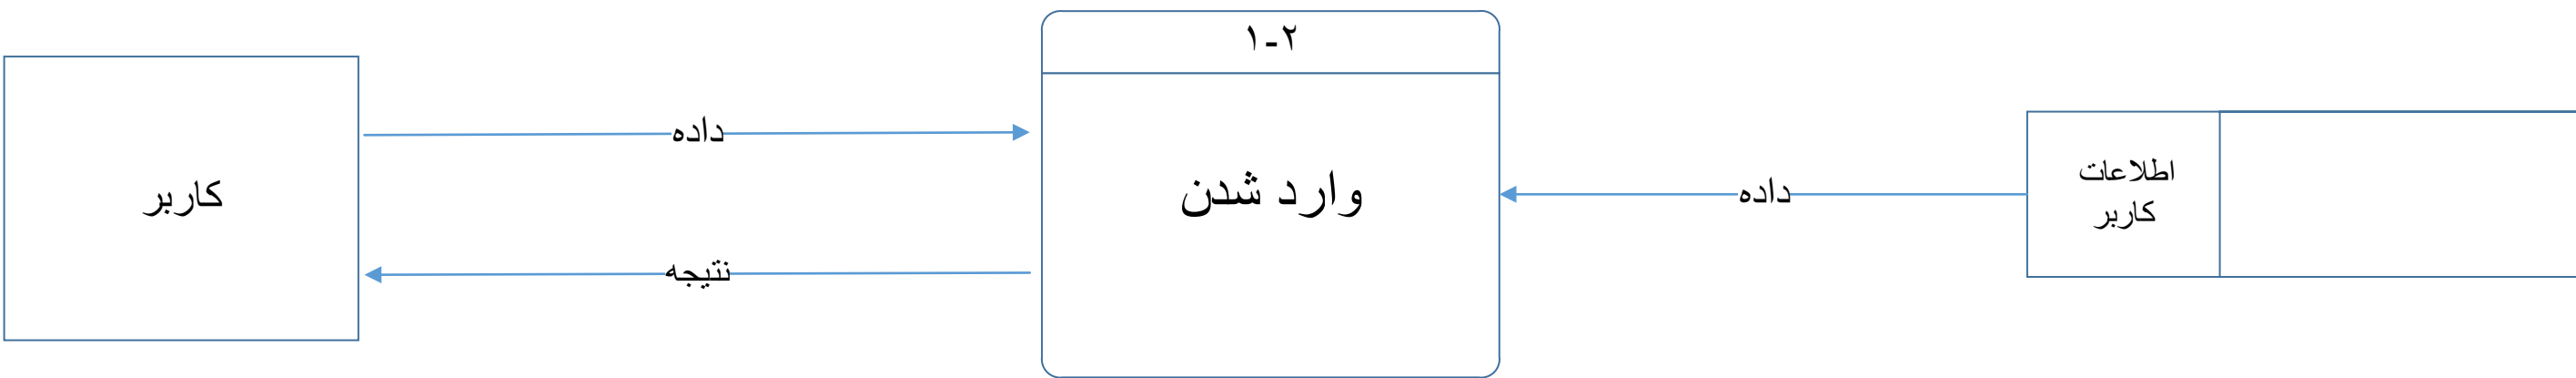 کاربر
داده
نتیجه
۱-۲
وارد شدن
داده
اطلاعات
کاربر